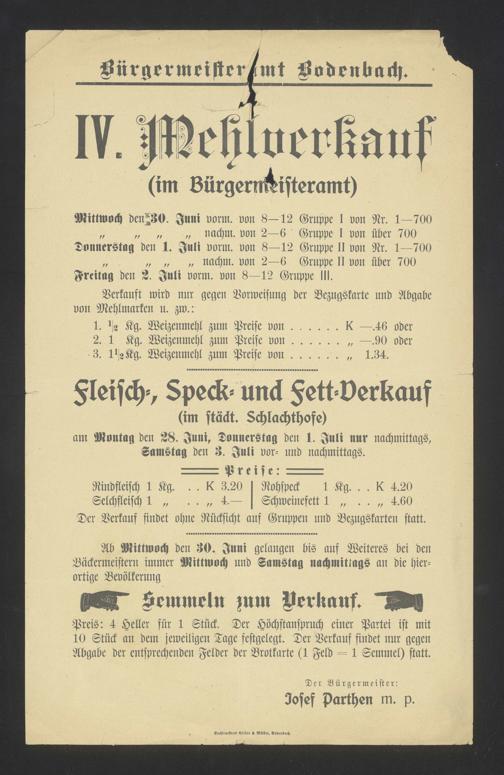 Bürgermeisteramt Bodenbach.
IV. Mehlverkauf
(im Bürgermeisteramt)
Mittwoch den 30. Juni vorm. von 8—12 Gruppe I von Nr. 1—700
„ „ „ „ nachm. von 2—6 Gruppe I von über 700
Donnerstag den 1. Juli vorm. von 8—12 Gruppe II von Nr. 1—700
„ „ „ „ nachm. von 2—6 Gruppe II von über 700
Freitag den 2. Juli vorm. von 8—12 Gruppe III.
Verkauft wird nur gegen Vorweisung der Bezugskarte und Abgabe
von Mehlmarken u. zw.:
1. 1/2 Kg. Weizenmehl zum Preise von . . . . . . K —.46 oder
2. 1 Kg. Weizenmehl zum Preise von . . . . . . „ —.90 oder
3. 1 1/2 Kg. Weizenmehl zum Preise von . . . . . . „ 1.34.
Fleisch-, Speck- und Fett-Verkauf
(im städt. Schlachthofe)
am Montag den 28. Juni, Donnerstag den 1. Juli nur nachmittags,
Samstag den 3. Juli vor- und nachmittags.
Preise:
Rindfleisch 1 Kg. . . K 3.20 | Rohspeck 1 Kg. . . K 4.20
Selchfleisch 1 „ . . „ 4.— | Schweinefett 1 „ . . „ 4.60
Der Verkauf findet ohne Rücksicht auf Gruppen und Bezugskarten statt.
Ab Mittwoch den 30. Juni gelangen bis auf Weiteres bei den
Bäckermeistern immer Mittwoch und Samstag nachmittags an die hier-
ortige Bevölkerung
Semmeln zum Verkauf.
Preis: 4 Heller für 1 Stück. Der Höchstanspruch einer Partei ist mit
10 Stück an dem jeweiligen Tage festgelegt. Der Verkauf findet nur gegen
Abgabe der entsprechenden Felder der Brotkarte (1 Feld = 1 Semmel) statt.
Der Bürgermeister:
Josef Parthen m. p.